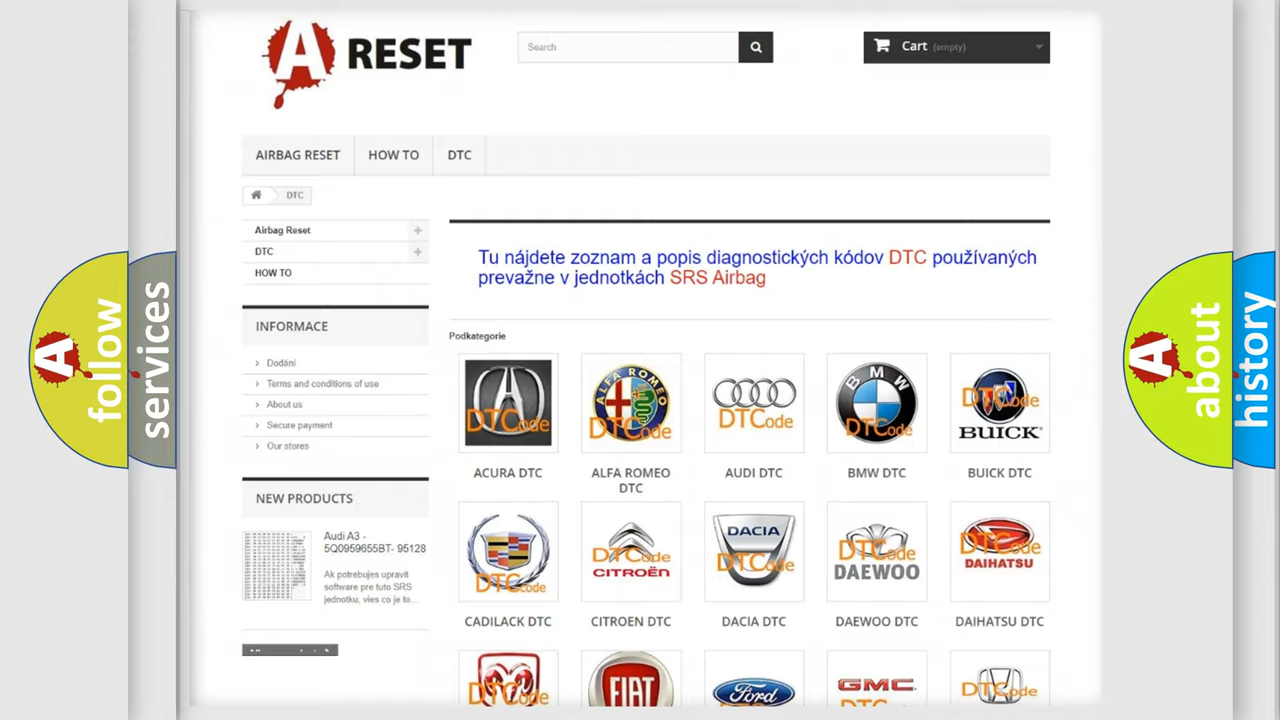 A RESET
Search
Cart (empty)
AIRBAG RESET
HOW TO
DTC
DTC
Airbag Reset
DTC
HOW TO
Tu nájdete zoznam a popis diagnostických kódov DTC používaných
prevažne v jednotkách SRS Airbag
INFORMACE
Dodání
Terms and conditions of use
About us
Secure payment
Our stores
NEW PRODUCTS
Audi A3 -
5Q0959655BT- 95128
Ak potrebujes upravit
software pre tuto SRS
jednotku, vies co je to...
Podkategorie
DTCode
ALFA ROMEO
DTCode
DTCode
BMW
DTCode
DTCode
BUICK
ACURA DTC
ALFA ROMEO
DTC
AUDI DTC
BMW DTC
BUICK DTC
DTCode
DTCode
CITROËN
DACIA
DTCode
DTCode
DAEWOO
DTCode
DAIHATSU
CADILACK DTC
CITROEN DTC
DACIA DTC
DAEWOO DTC
DAIHATSU DTC
DTCode
FIAT
Ford
GMC
DTCode
A follow
services
A about
history